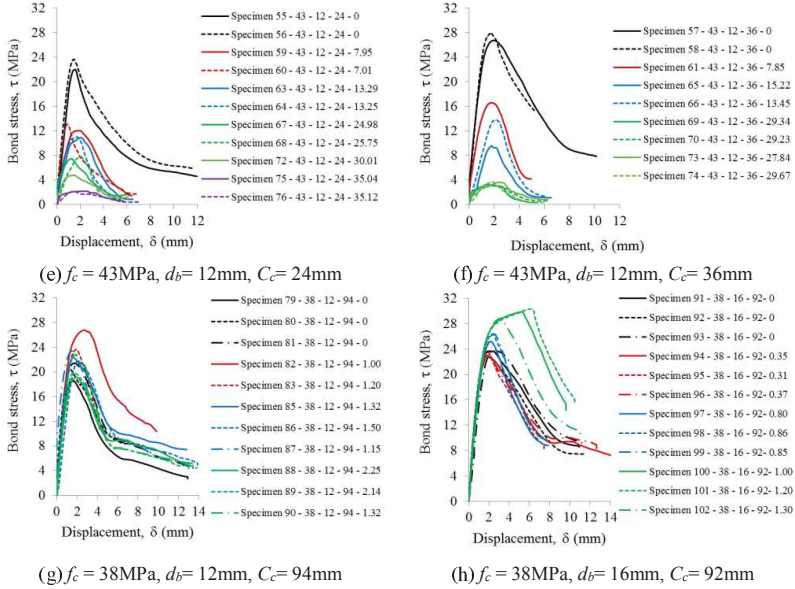 Bond stress, τ (MPa)
32
28
24
20
16
12
8
4
0
0 2 4 6 8 10 12
Displacement, δ (mm)
Specimen 55 - 43 - 12 - 24 - 0
Specimen 56 - 43 - 12 - 24 - 0
Specimen 59 - 43 - 12 - 24 - 7.95
Specimen 60 - 43 - 12 - 24 - 7.01
Specimen 63 - 43 - 12 - 24 - 13.29
Specimen 64 - 43 - 12 - 24 - 13.25
Specimen 67 - 43 - 12 - 24 - 24.98
Specimen 68 - 43 - 12 - 24 - 25.75
Specimen 72 - 43 - 12 - 24 - 30.01
Specimen 75 - 43 - 12 - 24 - 35.04
Specimen 76 - 43 - 12 - 24 - 35.12
(e) fc = 43MPa, db= 12mm, Cc= 24mm
Bond stress, τ (MPa)
32
28
24
20
16
12
8
4
0
0 2 4 6 8 10 12
Displacement, δ (mm)
Specimen 57 - 43 - 12 - 36 - 0
Specimen 58 - 43 - 12 - 36 - 0
Specimen 61 - 43 - 12 - 36 - 7.85
Specimen 65 - 43 - 12 - 36 - 15.22
Specimen 66 - 43 - 12 - 36 - 13.45
Specimen 69 - 43 - 12 - 36 - 29.34
Specimen 70 - 43 - 12 - 36 - 29.23
Specimen 73 - 43 - 12 - 36 - 27.84
Specimen 74 - 43 - 12 - 36 - 29.67
(f) fc = 43MPa, db= 12mm, Cc= 36mm
Bond stress, τ (MPa)
32
28
24
20
16
12
8
4
0
0 2 4 6 8 10 12 14
Displacement, δ (mm)
Specimen 79 - 38 - 12 - 94 - 0
Specimen 80 - 38 - 12 - 94 - 0
Specimen 81 - 38 - 12 - 94 - 0
Specimen 82 - 38 - 12 - 94 - 1.00
Specimen 83 - 38 - 12 - 94 - 1.20
Specimen 85 - 38 - 12 - 94 - 1.32
Specimen 86 - 38 - 12 - 94 - 1.50
Specimen 87 - 38 - 12 - 94 - 1.15
Specimen 88 - 38 - 12 - 94 - 2.25
Specimen 89 - 38 - 12 - 94 - 2.14
Specimen 90 - 38 - 12 - 94 - 1.32
(g) fc = 38MPa, db= 12mm, Cc= 94mm
Bond stress, τ (MPa)
32
28
24
20
16
12
8
4
0
0 2 4 6 8 10 12 14
Displacement, δ (mm)
Specimen 91 - 38 - 16 - 92- 0
Specimen 92 - 38 - 16 - 92- 0
Specimen 93 - 38 - 16 - 92- 0
Specimen 94 - 38 - 16 - 92- 0.35
Specimen 95 - 38 - 16 - 92- 0.31
Specimen 96 - 38 - 16 - 92- 0.37
Specimen 97 - 38 - 16 - 92- 0.80
Specimen 98 - 38 - 16 - 92- 0.86
Specimen 99 - 38 - 16 - 92- 0.85
Specimen 100 - 38 - 16 - 92- 1.00
Specimen 101 - 38 - 16 - 92- 1.20
Specimen 102 - 38 - 16 - 92- 1.30
(h) fc = 38MPa, db= 16mm, Cc= 92mm